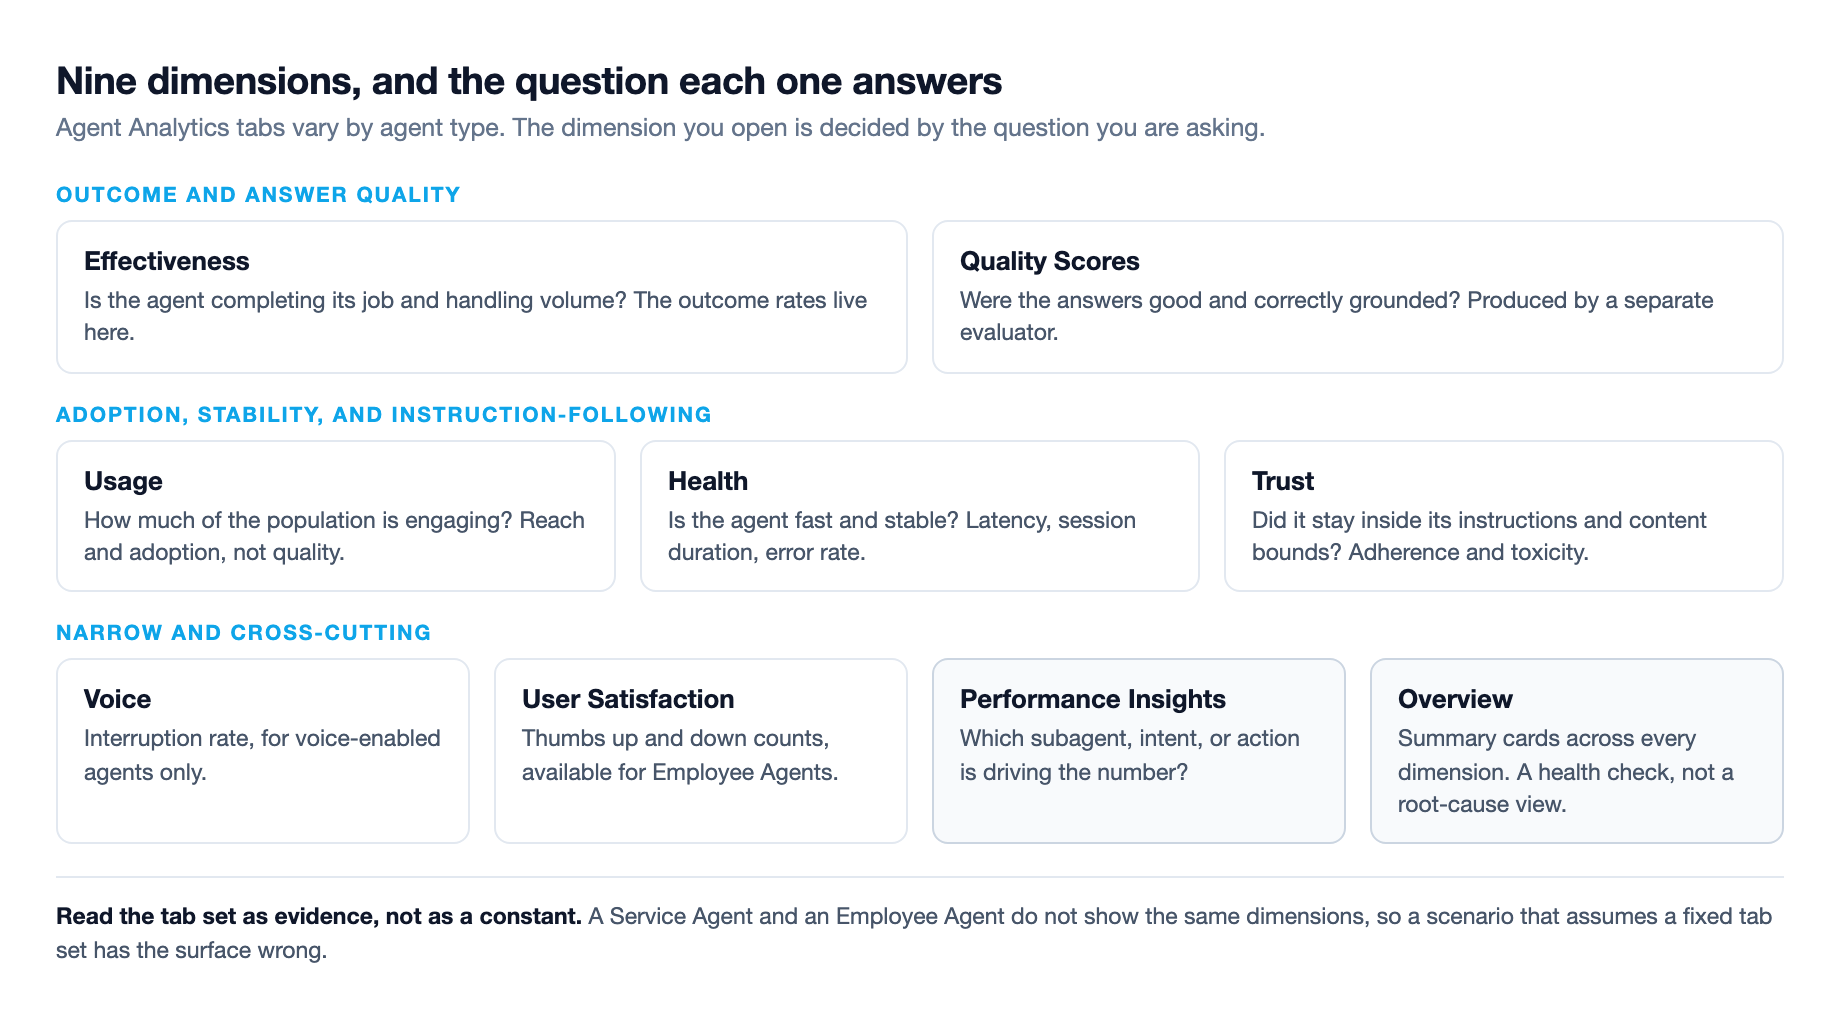 Nine dimensions, and the question each one answers
Agent Analytics tabs vary by agent type. The dimension you open is decided by the question you are asking.
OUTCOME AND ANSWER QUALITY
Effectiveness
Is the agent completing its job and handling volume? The outcome rates live
here.
Quality Scores
Were the answers good and correctly grounded? Produced by a separate
evaluator.
ADOPTION, STABILITY, AND INSTRUCTION-FOLLOWING
Usage
How much of the population is engaging? Reach
and adoption, not quality.
Health
Is the agent fast and stable? Latency, session
duration, error rate.
Trust
Did it stay inside its instructions and content
bounds? Adherence and toxicity.
NARROW AND CROSS-CUTTING
Voice
Interruption rate, for voice-enabled
agents only.
User Satisfaction
Thumbs up and down counts,
available for Employee Agents.
Performance Insights
Which subagent, intent, or action
is driving the number?
Overview
Summary cards across every
dimension. A health check, not a
root-cause view.
Read the tab set as evidence, not as a constant. A Service Agent and an Employee Agent do not show the same dimensions, so a scenario that assumes a fixed tab
set has the surface wrong.